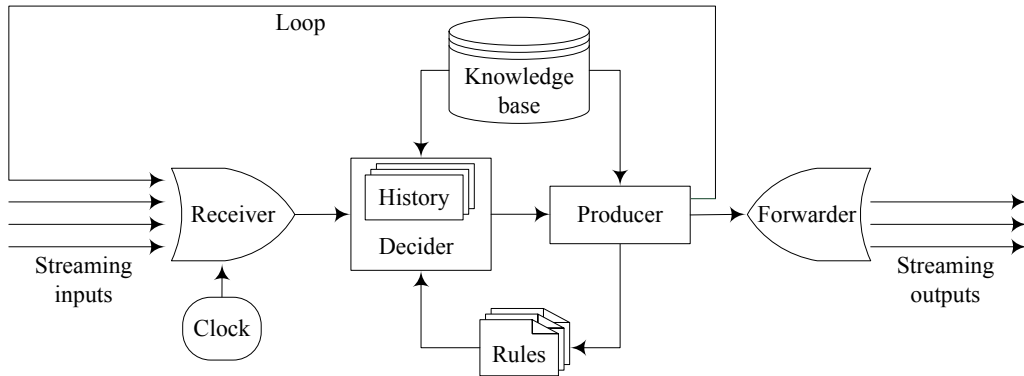 Loop
Knowledge
base
History
Receiver
Producer
Forwarder
Decider
Streaming
inputs
Streaming
outputs
Clock
Rules